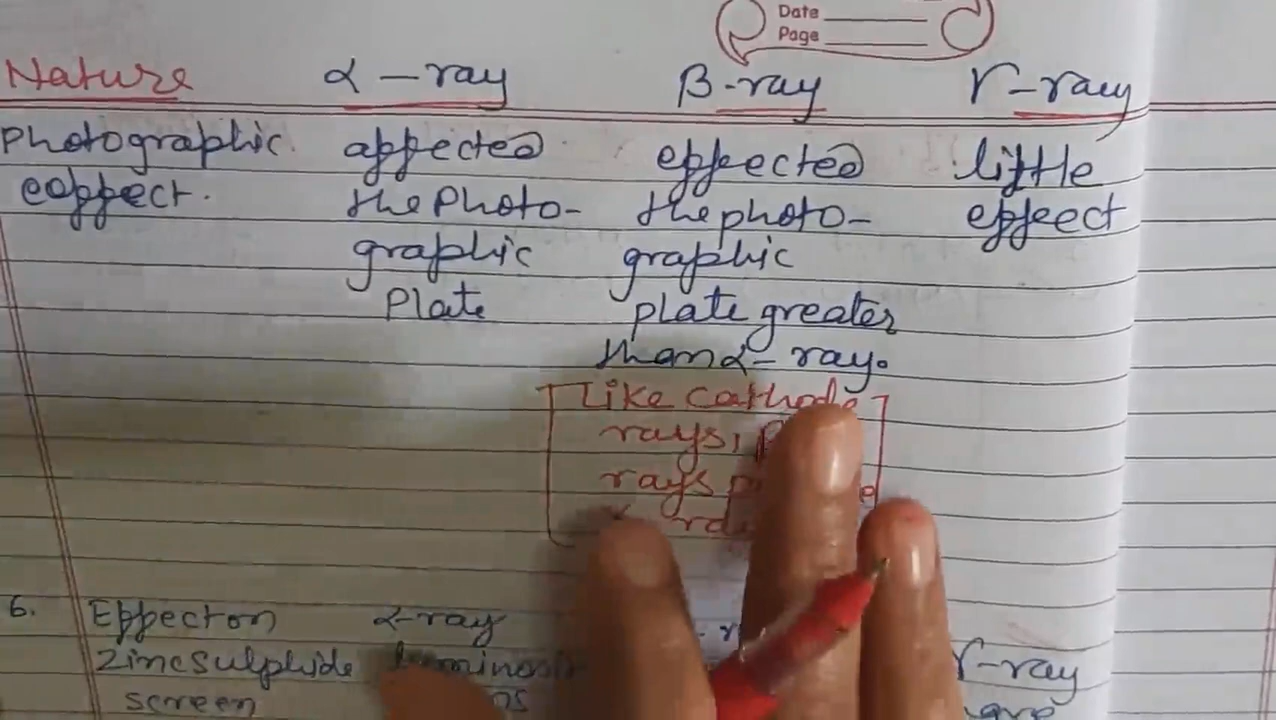 Date
Page
Nature α-ray β-ray γ-ray
Photographic affected effected little
eaffect. the photo- the photo- effect
graphic graphic
Plate plate greater
than α-ray.
Like cathode
rays,
rays
6. Effect on α-ray
Zinc sulphide γ-ray
screen